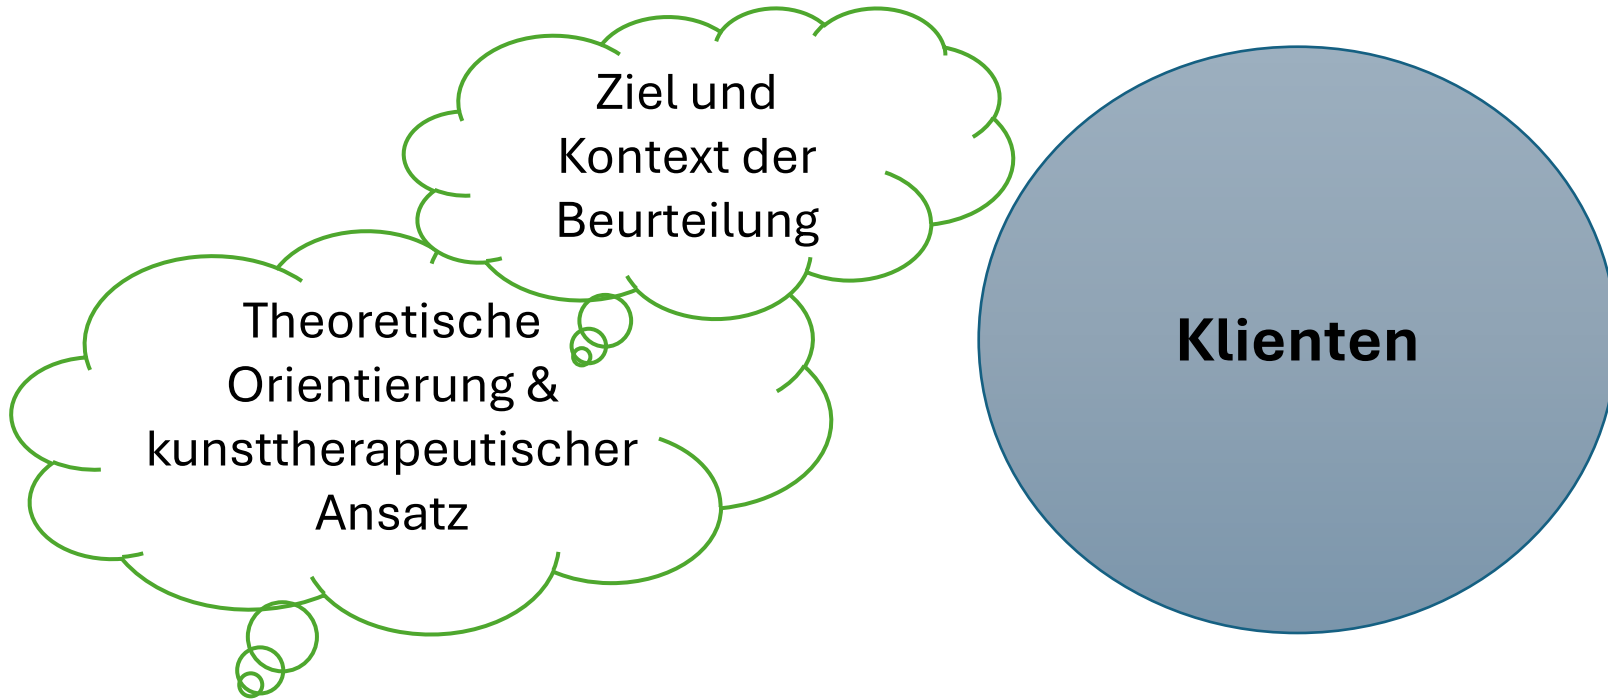 Ziel und
Kontext der
Beurteilung
Theoretische
Orientierung &
kunsttherapeutischer
Ansatz
Klienten